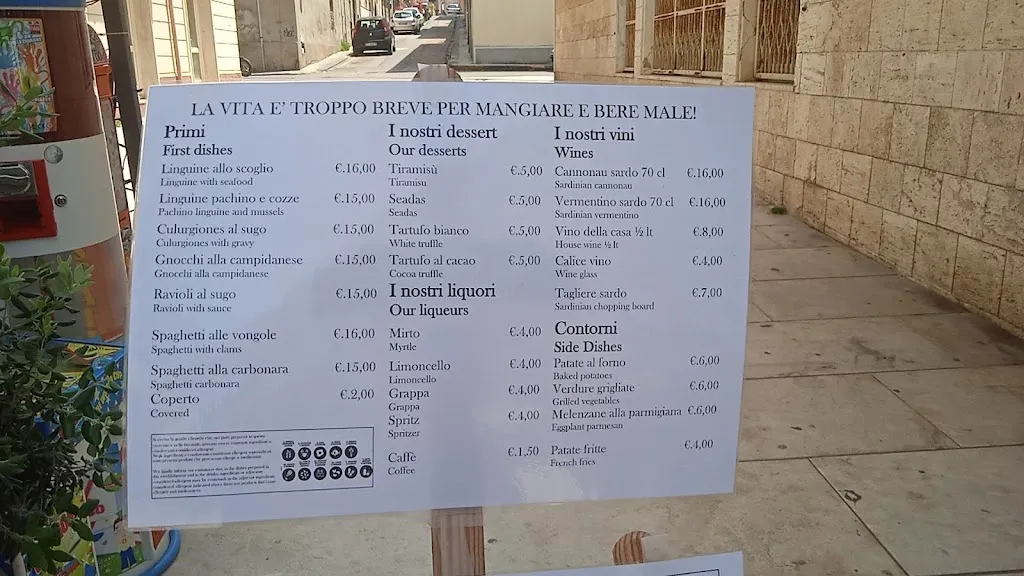 LA VITA E' TROPPO BREVE PER MANGIARE E BERE MALE!
Primi
First dishes
Linguine allo scoglio €.16,00
Linguine with seafood
Linguine pachino e cozze €.15,00
Pachino linguine and mussels
Culurgiones al sugo €.15,00
Culurgiones with gravy
Gnocchi alla campidanese €.15,00
Gnocchi alla campidanese
Ravioli al sugo €.15,00
Ravioli with sauce
Spaghetti alle vongole €.16,00
Spaghetti with clams
Spaghetti alla carbonara €.15,00
Spaghetti carbonara
Coperto €.2,00
Covered
I nostri dessert
Our desserts
Tiramisù €.5,00
Tiramisu
Seadas €.5,00
Seadas
Tartufo bianco €.5,00
White truffle
Tartufo al cacao €.5,00
Cocoa truffle
I nostri liquori
Our liqueurs
Mirto €.4,00
Myrtle
Limoncello €.4,00
Limoncello
Grappa €.4,00
Grappa
Spritz €.4,00
Spritzer
Caffè €.1,50
Coffee
I nostri vini
Wines
Cannonau sardo 70 cl €.16,00
Sardinian cannonau
Vermentino sardo 70 cl €.16,00
Sardinian vermentino
Vino della casa ½ lt €.8,00
House wine ½ lt
Calice vino €.4,00
Wine glass
Tagliere sardo €.7,00
Sardinian chopping board
Contorni
Side Dishes
Patate al forno €.6,00
Baked potatoes
Verdure grigliate €.6,00
Grilled vegetables
Melenzane alla parmigiana €.6,00
Eggplant parmesan
Patate fritte €.4,00
French fries